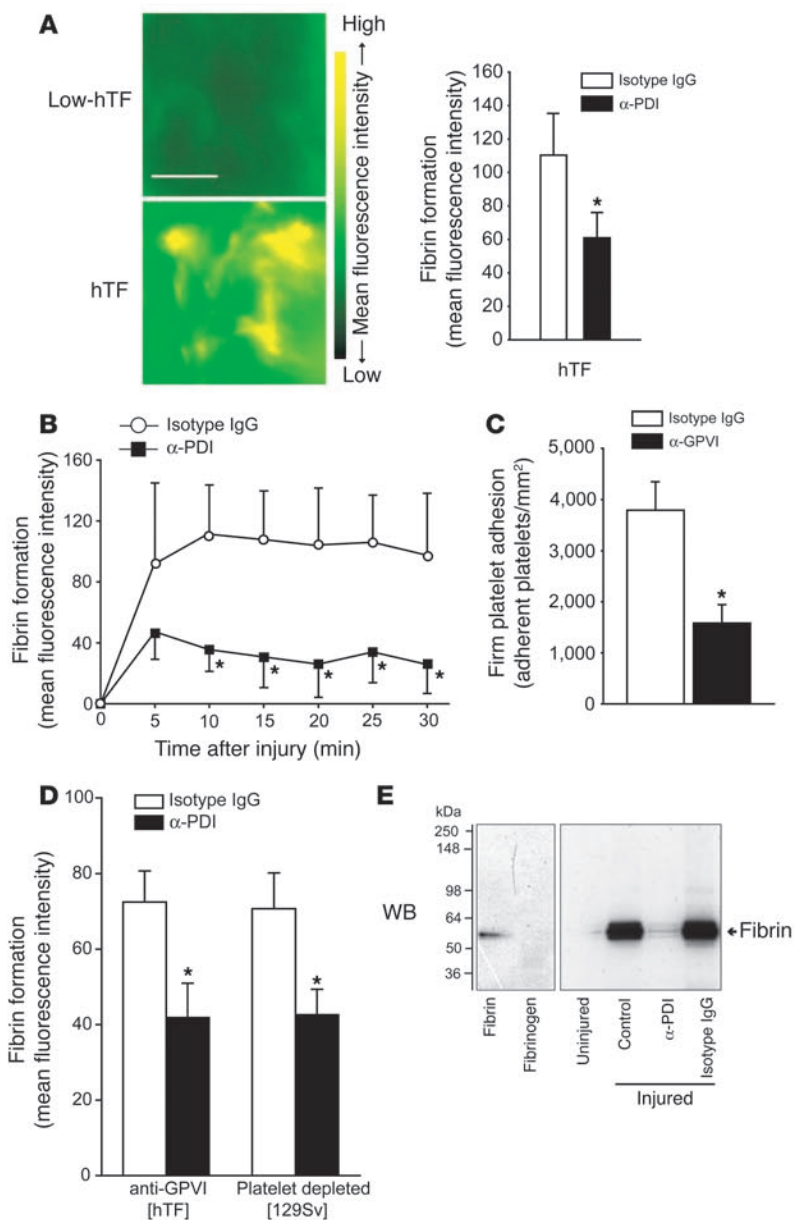 A
Low-hTF
hTF
High
← Mean fluorescence intensity →
Low
Fibrin formation
(mean fluorescence intensity)
160
140
120
100
80
60
40
20
0
Isotype IgG
α-PDI
*
hTF
B
Isotype IgG
α-PDI
Fibrin formation
(mean fluorescence intensity)
160
120
80
40
0
* * * * *
0 5 10 15 20 25 30
Time after injury (min)
C
Isotype IgG
α-GPVI
Firm platelet adhesion
(adherent platelets/mm²)
5,000
4,000
3,000
2,000
1,000
0
*
D
Isotype IgG
α-PDI
Fibrin formation
(mean fluorescence intensity)
100
80
60
40
20
0
* *
anti-GPVI
[hTF]
Platelet depleted
[129Sv]
E
kDa
250
148
98
64
50
36
WB
←Fibrin
Fibrin
Fibrinogen
Uninjured
Control
α-PDI
Isotype IgG
Injured